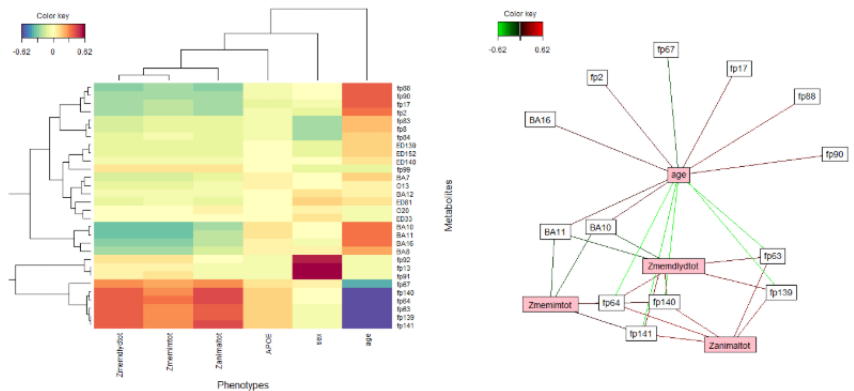 Color key
-0.62 0 0.62
fp88
fp90
fp17
fp2
fp83
fp8
fp84
ED139
ED152
ED140
fp99
BA7
O13
BA12
ED81
O20
ED33
BA10
BA11
BA16
BA8
fp92
fp13
fp91
fp67
fp140
fp64
fp63
fp139
fp141
Metabolites
Zmemdlydtot
Zmemimtot
Zanimaltot
APOE
sex
age
Phenotypes
Color key
-0.62 0.62
fp67
fp17
fp2
fp88
BA16
fp90
age
BA11
BA10
fp63
Zmemdlydtot
fp139
Zmemimtot
fp64
fp140
fp141
Zanimaltot